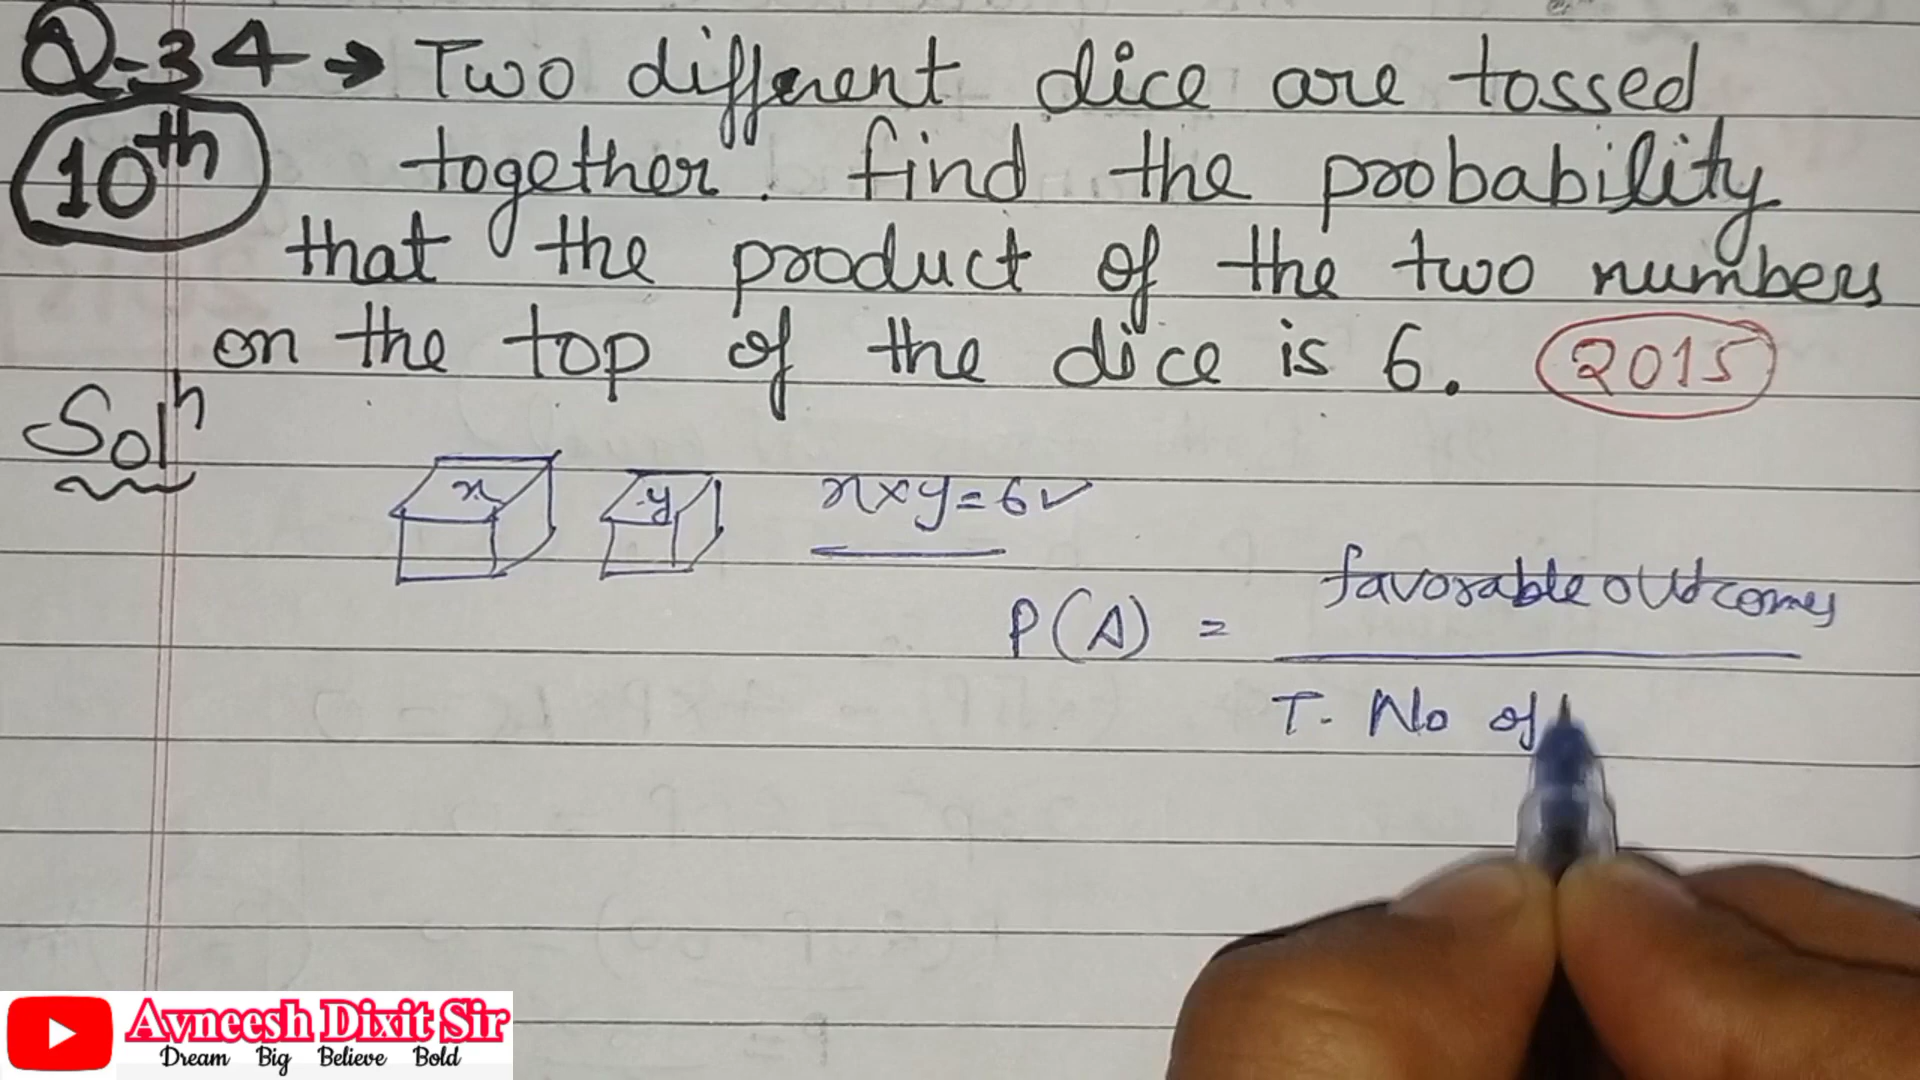 Q-34 → Two different dice are tossed
10th together. find the probability
that the product of the two numbers
on the top of the dice is 6. 2015
Solⁿ
x y x×y=6✓
P(A) = favorable outcomes
T. No of
Avneesh Dixit Sir
Dream Big Believe Bold